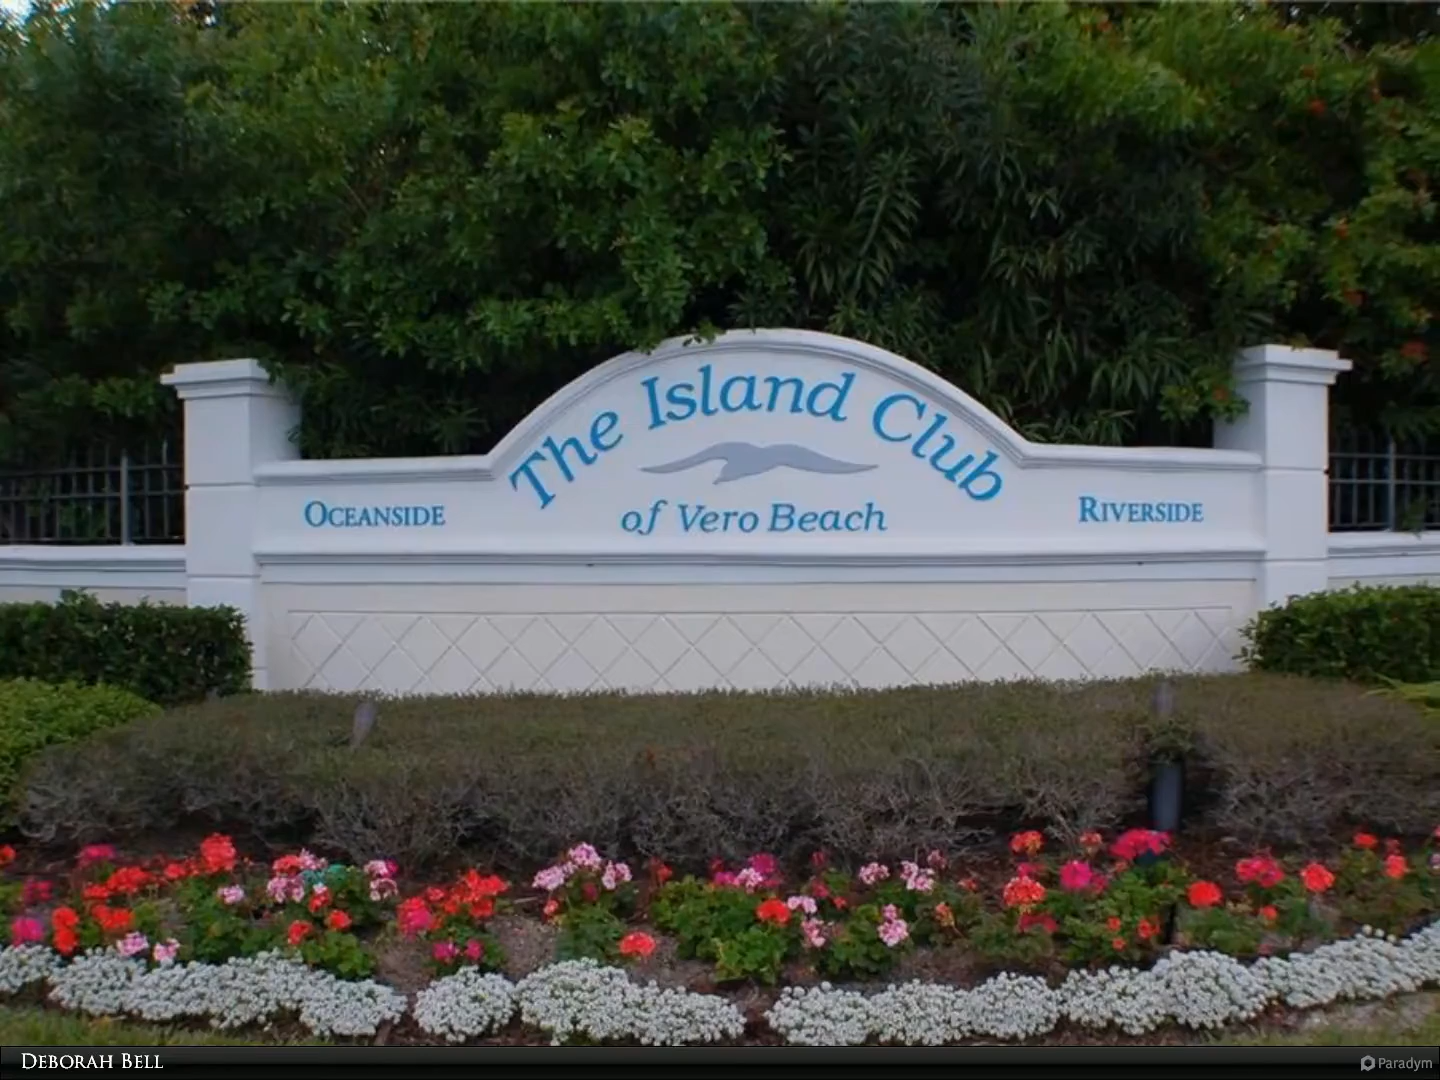 The Island Club
of Vero Beach
OCEANSIDE
RIVERSIDE
DEBORAH BELL
Paradym